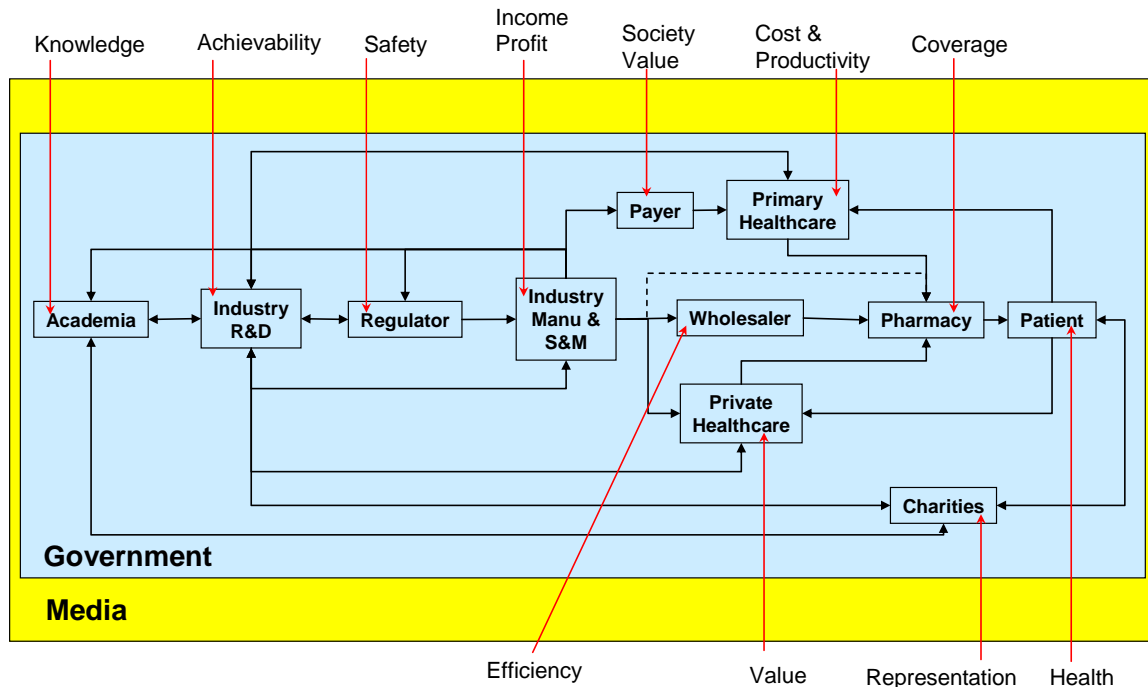 Knowledge
Achievability
Safety
Income
Profit
Society
Value
Cost &
Productivity
Coverage
Payer
Primary
Healthcare
Academia
Industry
R&D
Regulator
Industry
Manu &
S&M
Wholesaler
Pharmacy
Patient
Private
Healthcare
Charities
Government
Media
Efficiency
Value
Representation
Health